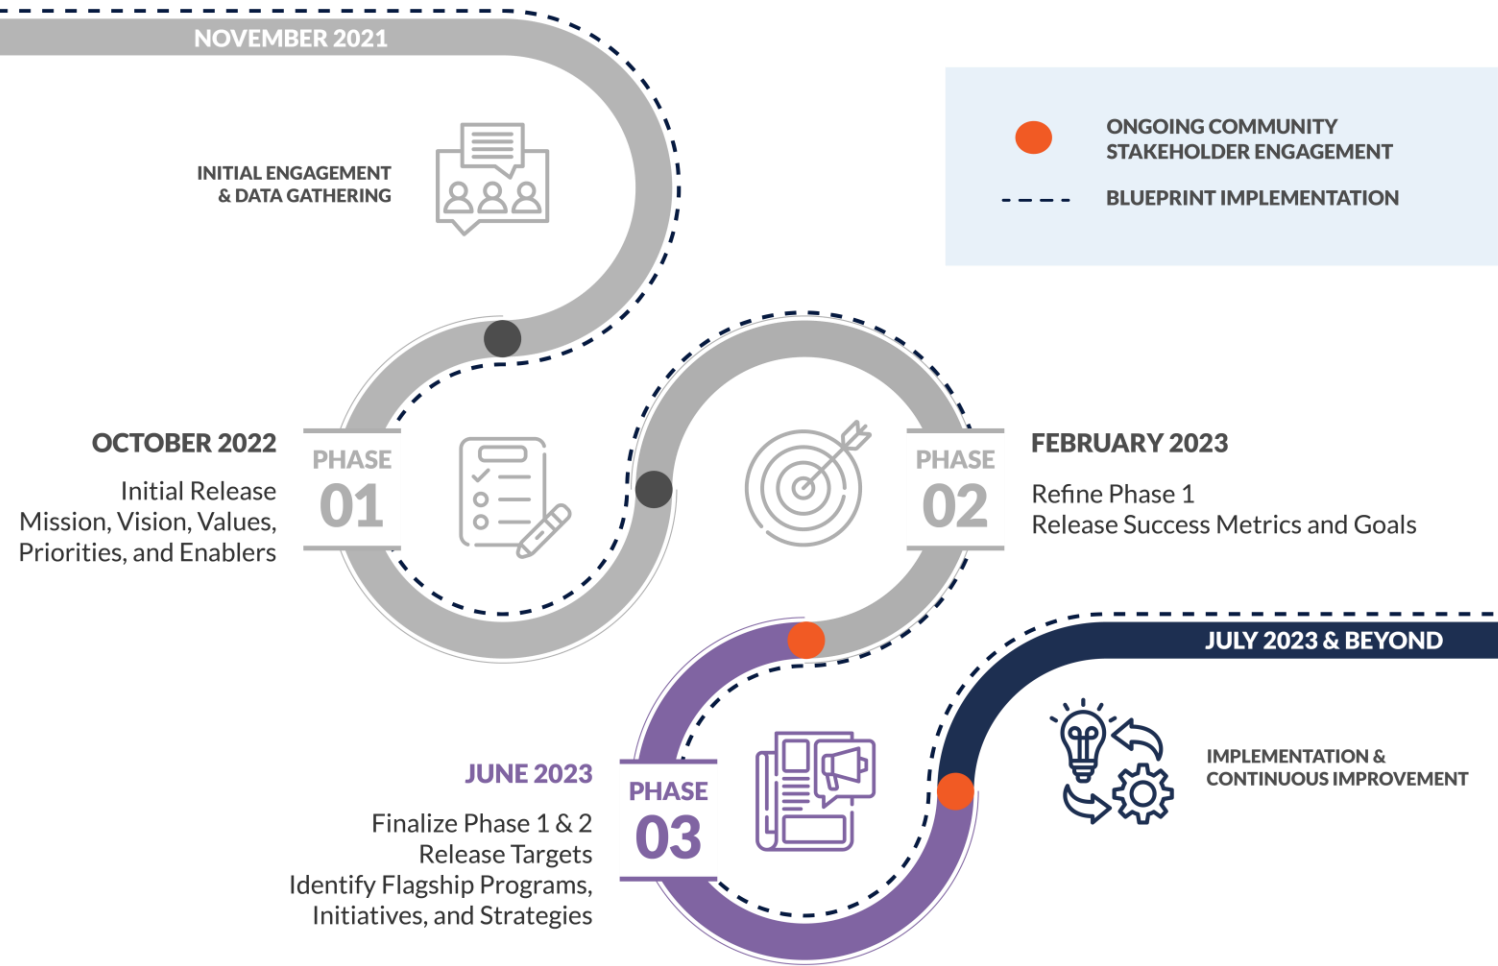 NOVEMBER 2021
INITIAL ENGAGEMENT
& DATA GATHERING
ONGOING COMMUNITY
STAKEHOLDER ENGAGEMENT
BLUEPRINT IMPLEMENTATION
OCTOBER 2022
Initial Release
Mission, Vision, Values,
Priorities, and Enablers
PHASE
01
PHASE
02
FEBRUARY 2023
Refine Phase 1
Release Success Metrics and Goals
JUNE 2023
Finalize Phase 1 & 2
Release Targets
Identify Flagship Programs,
Initiatives, and Strategies
PHASE
03
JULY 2023 & BEYOND
IMPLEMENTATION &
CONTINUOUS IMPROVEMENT